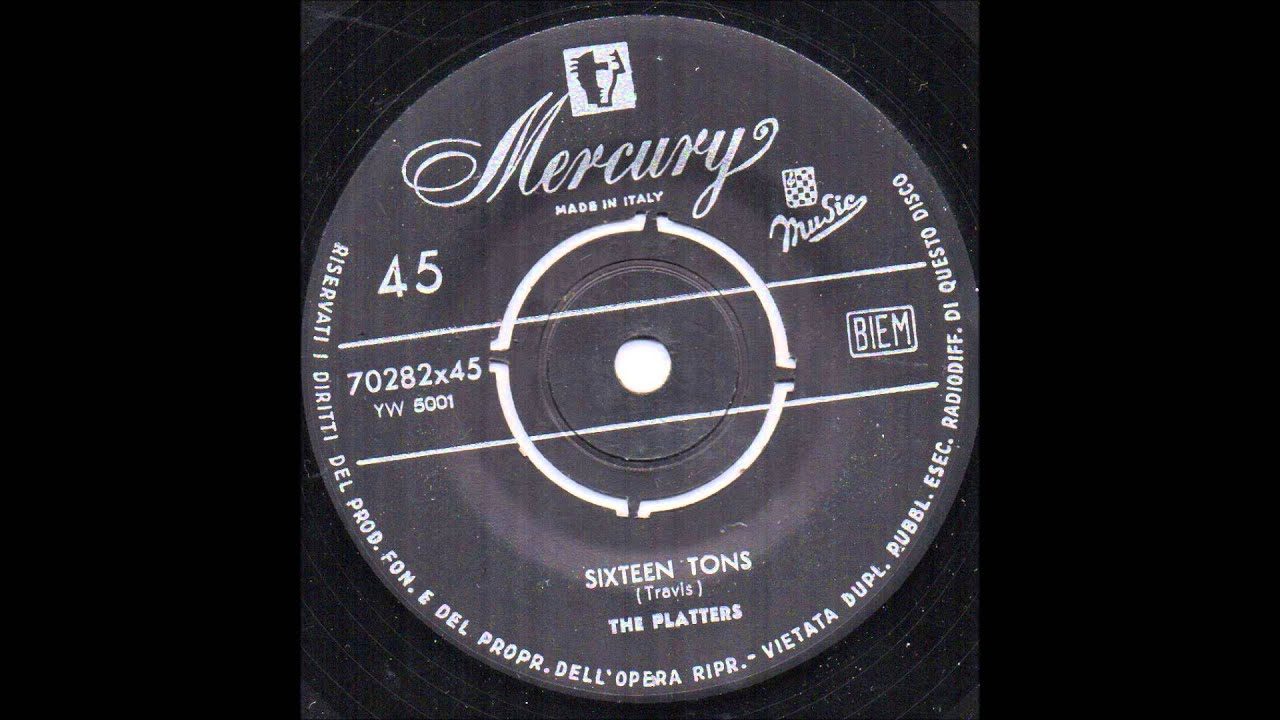 Mercury
MADE IN ITALY
MuSic
45
BIEM
70282x45
YW 5001
SIXTEEN TONS
(Travis)
THE PLATTERS
RISERVATI I DIRITTI DEL PROD. FON. E DEL PROPR. DELL'OPERA RIPR.- VIETATA DUPL. PUBBL. ESEC. RADIODIFF. DI QUESTO DISCO